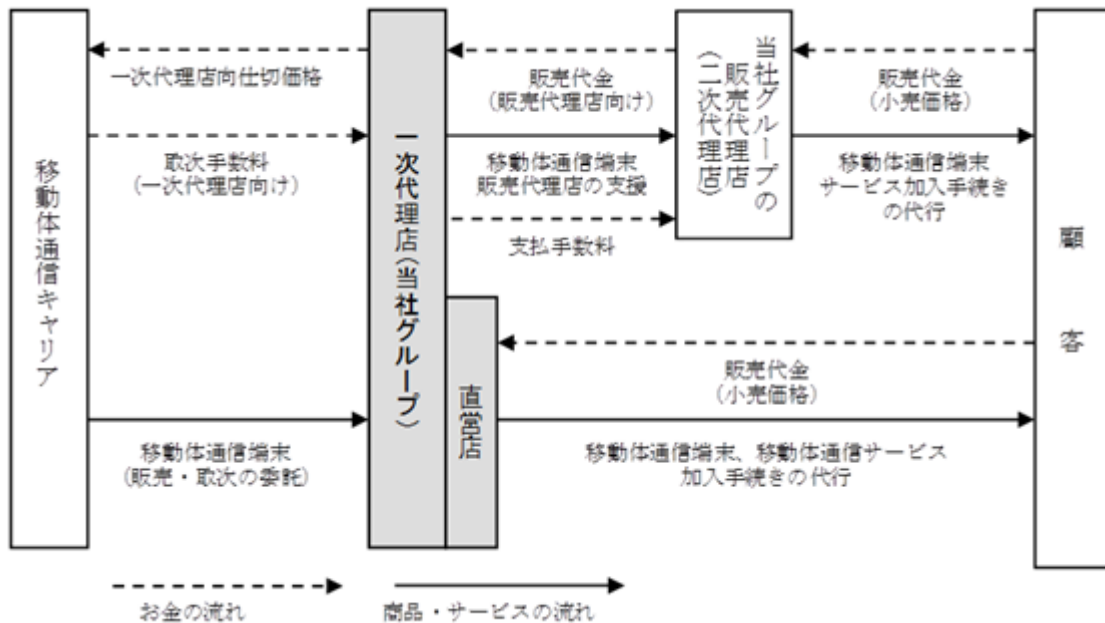 移動体通信キャリア
一次代理店向仕切価格
取次手数料
(一次代理店向け)
移動体通信端末
(販売・取次の委託)
一次代理店(当社グループ)
直営店
販売代金
(販売代理店向け)
移動体通信端末
販売代理店の支援
支払手数料
当社グループの
販売代理店
(二次代理店)
販売代金
(小売価格)
移動体通信端末
サービス加入手続き
の代行
販売代金
(小売価格)
移動体通信端末、移動体通信サービス
加入手続きの代行
顧客
お金の流れ
商品・サービスの流れ